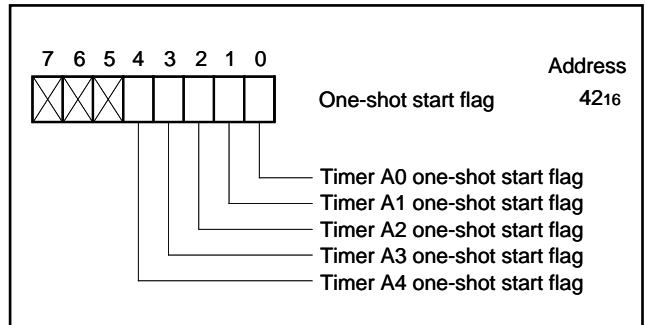 7 6 5 4 3 2 1 0
Address
One-shot start flag 4216
Timer A0 one-shot start flag
Timer A1 one-shot start flag
Timer A2 one-shot start flag
Timer A3 one-shot start flag
Timer A4 one-shot start flag